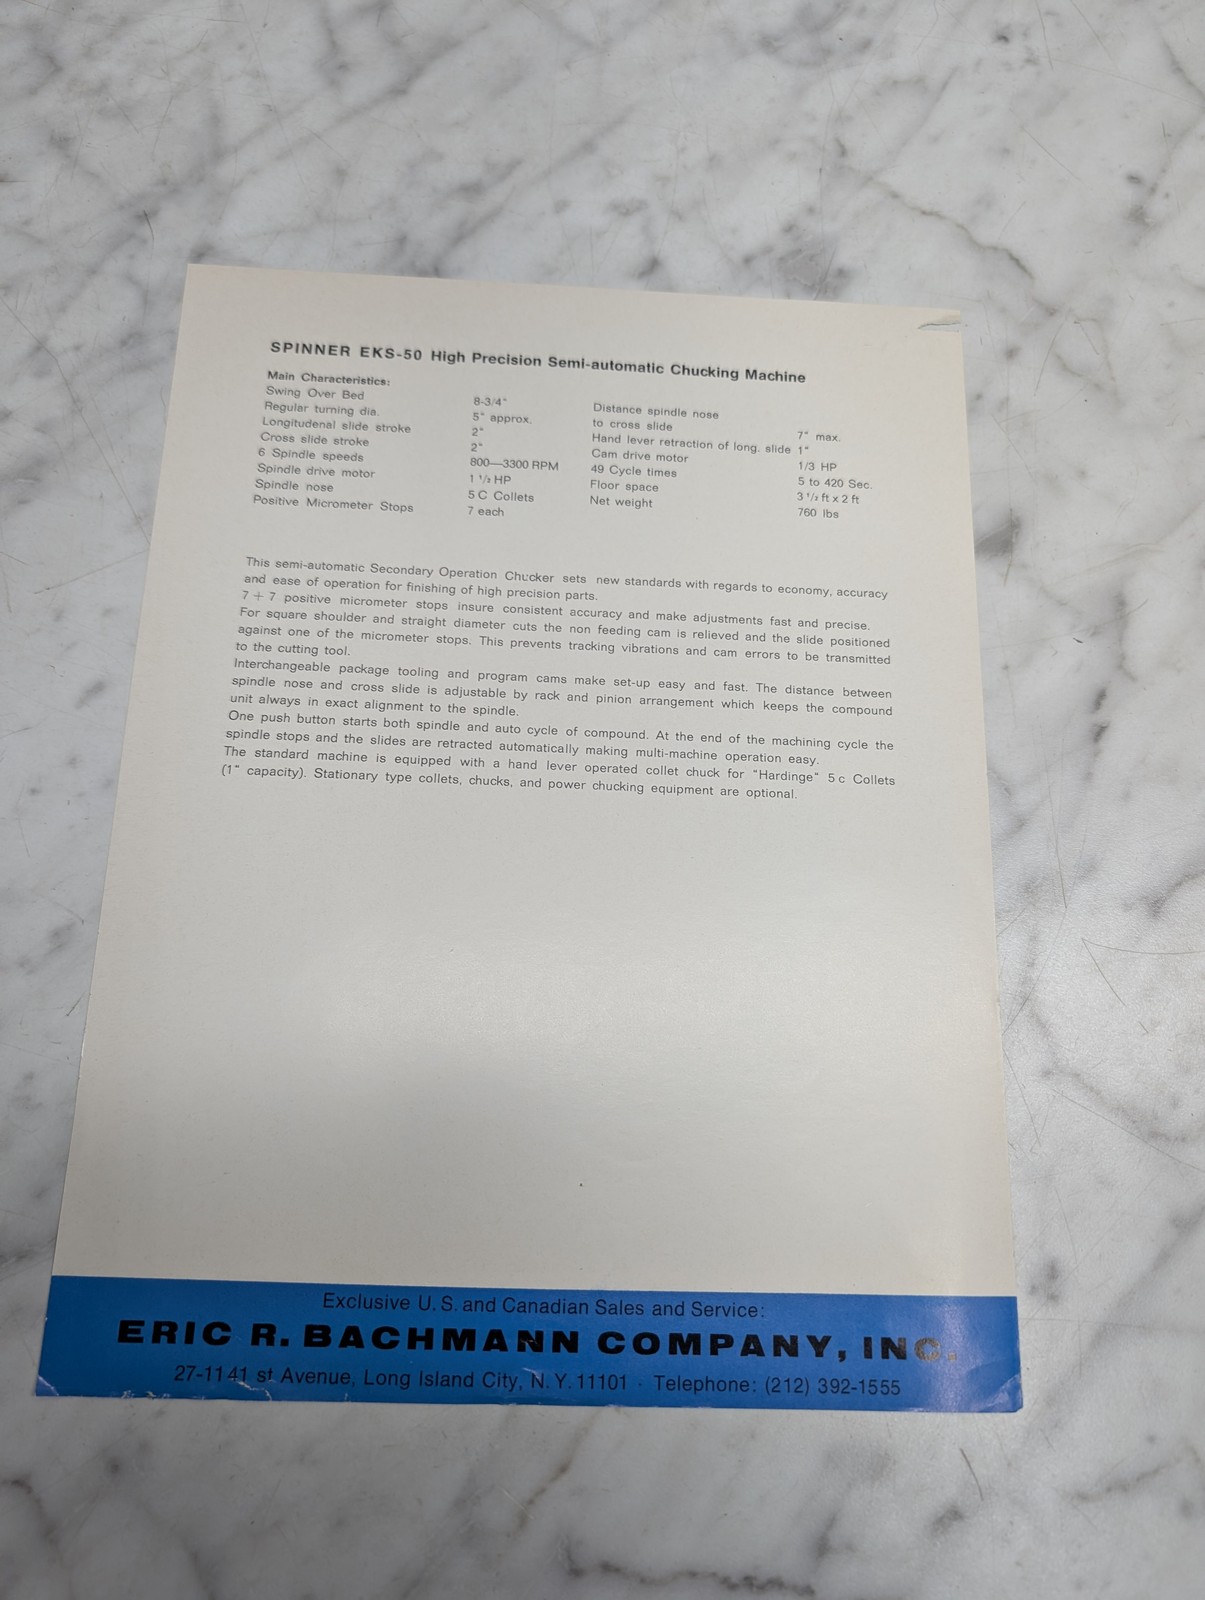 SPINNER EKS-50 High Precision Semi-automatic Chucking Machine
Main Characteristics:
Swing Over Bed 8-3/4"
Regular turning dia. 5" approx.
Longitudenal slide stroke 2"
Cross slide stroke 2"
6 Spindle speeds 800—3300 RPM
Spindle drive motor 1 1/2 HP
Spindle nose 5 C Collets
Positive Micrometer Stops 7 each
Distance spindle nose
to cross slide 7" max.
Hand lever retraction of long. slide 1"
Cam drive motor 1/3 HP
49 Cycle times 5 to 420 Sec.
Floor space 3 1/2 ft x 2 ft
Net weight 760 lbs
This semi-automatic Secondary Operation Chucker sets new standards with regards to economy, accuracy
and ease of operation for finishing of high precision parts.
7 + 7 positive micrometer stops insure consistent accuracy and make adjustments fast and precise.
For square shoulder and straight diameter cuts the non feeding cam is relieved and the slide positioned
against one of the micrometer stops. This prevents tracking vibrations and cam errors to be transmitted
to the cutting tool.
Interchangeable package tooling and program cams make set-up easy and fast. The distance between
spindle nose and cross slide is adjustable by rack and pinion arrangement which keeps the compound
unit always in exact alignment to the spindle.
One push button starts both spindle and auto cycle of compound. At the end of the machining cycle the
spindle stops and the slides are retracted automatically making multi-machine operation easy.
The standard machine is equipped with a hand lever operated collet chuck for "Hardinge" 5 c Collets
(1" capacity). Stationary type collets, chucks, and power chucking equipment are optional.
Exclusive U. S. and Canadian Sales and Service:
ERIC R. BACHMANN COMPANY, INC.
27-11 41 st Avenue, Long Island City, N. Y. 11101 - Telephone: (212) 392-1555